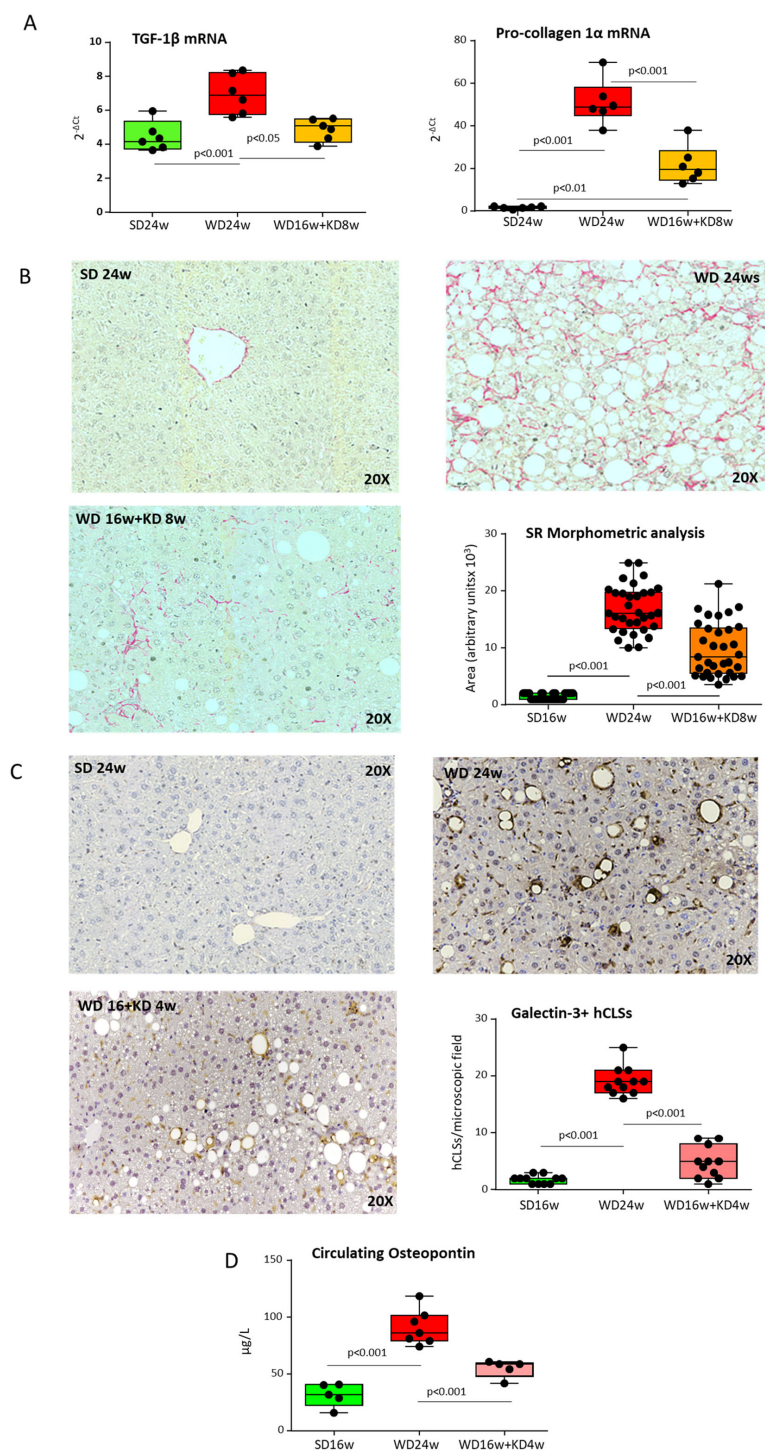 A
TGF-1β mRNA
2^-ΔCt
8
6
4
2
0
p<0.05
p<0.001
SD24w WD24w WD16w+KD8w
Pro-collagen 1α mRNA
2^-ΔCt
60
40
20
0
p<0.001
p<0.001
p<0.01
SD24w WD24w WD16w+KD8w
B
SD 24w
20X
WD 24ws
20X
WD 16w+KD 8w
20X
SR Morphometric analysis
Area (arbitrary unitsx 10³)
30
20
10
0
p<0.001
p<0.001
SD16w WD24w WD16w+KD8w
C
SD 24w
20X
WD 24w
20X
WD 16+KD 4w
20X
Galectin-3+ hCLSs
hCLSs/microscopic field
30
20
10
0
p<0.001
p<0.001
SD16w WD24w WD16w+KD4w
D
Circulating Osteopontin
µg/L
150
100
50
0
p<0.001
p<0.001
SD16w WD24w WD16w+KD4w